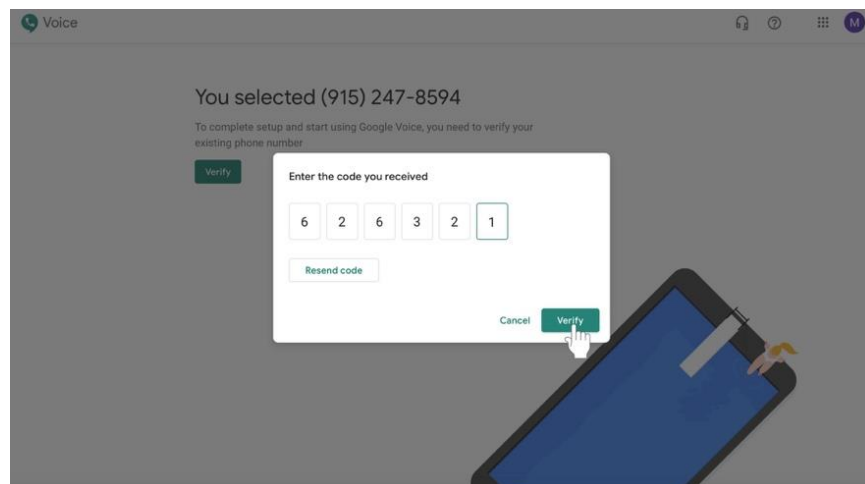 Voice
M
You selected (915) 247-8594
To complete setup and start using Google Voice, you need to verify your
existing phone number
Verify
Enter the code you received
6 2 6 3 2 1
Resend code
Cancel Verify